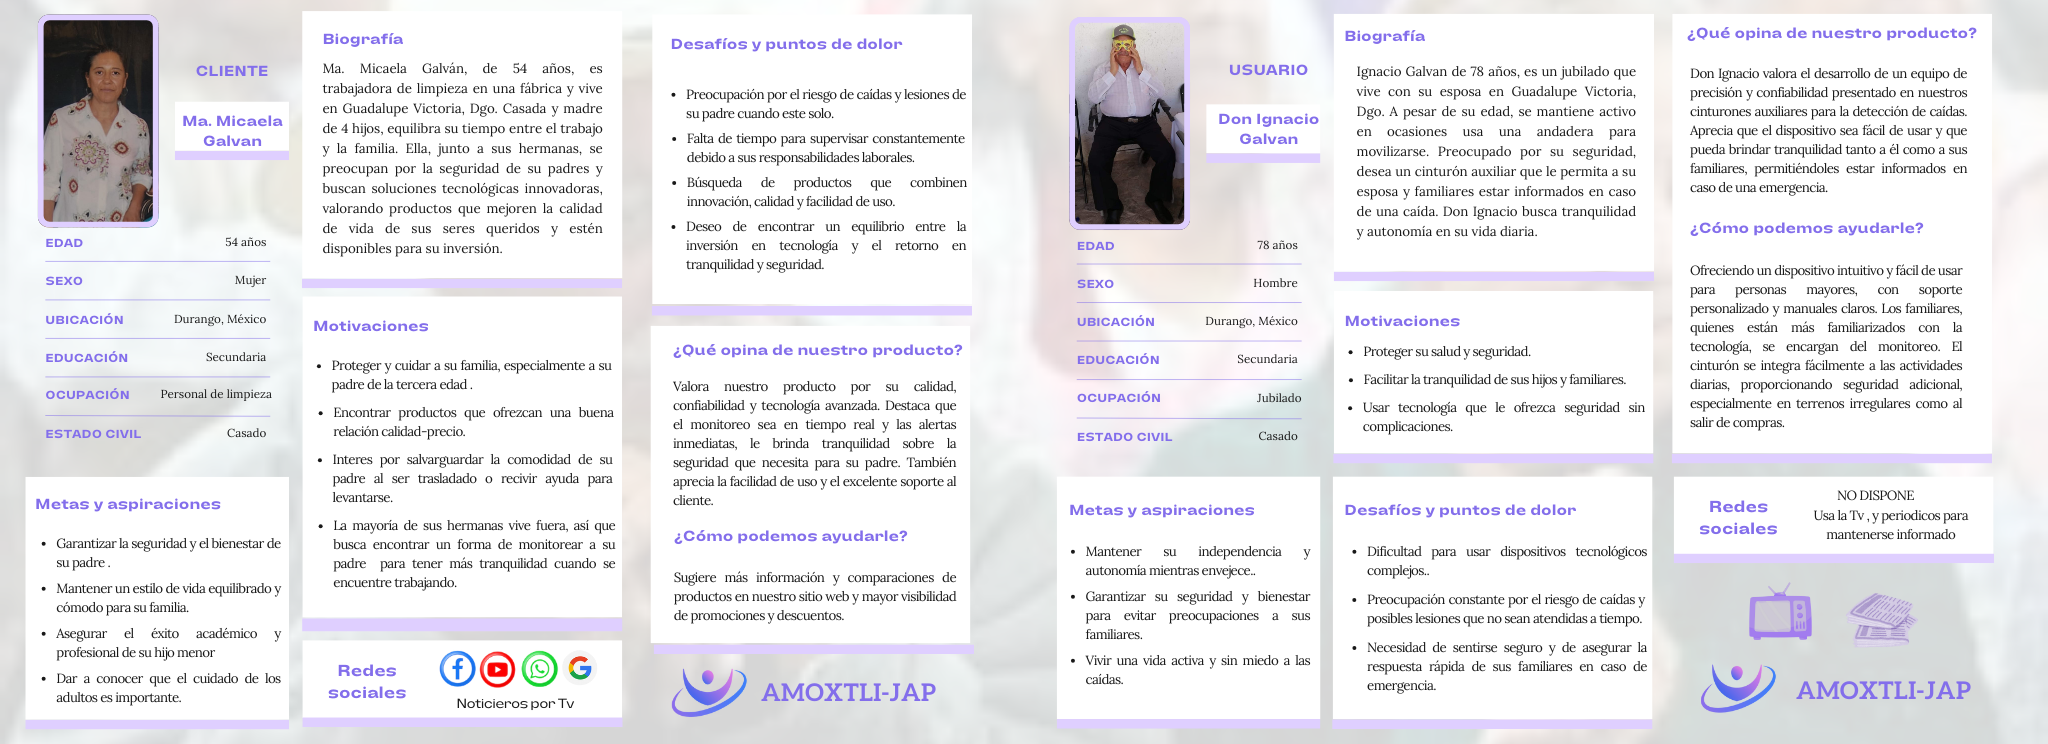 CLIENTE
Ma. Micaela
Galvan
EDAD 54 años
SEXO Mujer
UBICACIÓN Durango, México
EDUCACIÓN Secundaria
OCUPACIÓN Personal de limpieza
ESTADO CIVIL Casado
Metas y aspiraciones
• Garantizar la seguridad y el bienestar de
su padre .
• Mantener un estilo de vida equilibrado y
cómodo para su familia.
• Asegurar el éxito académico y
profesional de su hijo menor
• Dar a conocer que el cuidado de los
adultos es importante.
Biografía
Ma. Micaela Galván, de 54 años, es
trabajadora de limpieza en una fábrica y vive
en Guadalupe Victoria, Dgo. Casada y madre
de 4 hijos, equilibra su tiempo entre el trabajo
y la familia. Ella, junto a sus hermanas, se
preocupan por la seguridad de su padres y
buscan soluciones tecnológicas innovadoras,
valorando productos que mejoren la calidad
de vida de sus seres queridos y estén
disponibles para su inversión.
Motivaciones
• Proteger y cuidar a su familia, especialmente a su
padre de la tercera edad .
• Encontrar productos que ofrezcan una buena
relación calidad-precio.
• Interes por salvarguardar la comodidad de su
padre al ser trasladado o recivir ayuda para
levantarse.
• La mayoría de sus hermanas vive fuera, así que
busca encontrar un forma de monitorear a su
padre para tener más tranquilidad cuando se
encuentre trabajando.
Redes
sociales
Noticieros por Tv
Desafíos y puntos de dolor
• Preocupación por el riesgo de caídas y lesiones de
su padre cuando este solo.
• Falta de tiempo para supervisar constantemente
debido a sus responsabilidades laborales.
• Búsqueda de productos que combinen
innovación, calidad y facilidad de uso.
• Deseo de encontrar un equilibrio entre la
inversión en tecnología y el retorno en
tranquilidad y seguridad.
¿Qué opina de nuestro producto?
Valora nuestro producto por su calidad,
confiabilidad y tecnología avanzada. Destaca que
el monitoreo sea en tiempo real y las alertas
inmediatas, le brinda tranquilidad sobre la
seguridad que necesita para su padre. También
aprecia la facilidad de uso y el excelente soporte al
cliente.
¿Cómo podemos ayudarle?
Sugiere más información y comparaciones de
productos en nuestro sitio web y mayor visibilidad
de promociones y descuentos.
AMOXTLI-JAP
USUARIO
Don Ignacio
Galvan
EDAD 78 años
SEXO Hombre
UBICACIÓN Durango, México
EDUCACIÓN Secundaria
OCUPACIÓN Jubilado
ESTADO CIVIL Casado
Metas y aspiraciones
• Mantener su independencia y
autonomía mientras envejece..
• Garantizar su seguridad y bienestar
para evitar preocupaciones a sus
familiares.
• Vivir una vida activa y sin miedo a las
caídas.
Biografía
Ignacio Galvan de 78 años, es un jubilado que
vive con su esposa en Guadalupe Victoria,
Dgo. A pesar de su edad, se mantiene activo
en ocasiones usa una andadera para
movilizarse. Preocupado por su seguridad,
desea un cinturón auxiliar que le permita a su
esposa y familiares estar informados en caso
de una caída. Don Ignacio busca tranquilidad
y autonomía en su vida diaria.
Motivaciones
• Proteger su salud y seguridad.
• Facilitar la tranquilidad de sus hijos y familiares.
• Usar tecnología que le ofrezca seguridad sin
complicaciones.
Desafíos y puntos de dolor
• Dificultad para usar dispositivos tecnológicos
complejos..
• Preocupación constante por el riesgo de caídas y
posibles lesiones que no sean atendidas a tiempo.
• Necesidad de sentirse seguro y de asegurar la
respuesta rápida de sus familiares en caso de
emergencia.
¿Qué opina de nuestro producto?
Don Ignacio valora el desarrollo de un equipo de
precisión y confiabilidad presentado en nuestros
cinturones auxiliares para la detección de caídas.
Aprecia que el dispositivo sea fácil de usar y que
pueda brindar tranquilidad tanto a él como a sus
familiares, permitiéndoles estar informados en
caso de una emergencia.
¿Cómo podemos ayudarle?
Ofreciendo un dispositivo intuitivo y fácil de usar
para personas mayores, con soporte
personalizado y manuales claros. Los familiares,
quienes están más familiarizados con la
tecnología, se encargan del monitoreo. El
cinturón se integra fácilmente a las actividades
diarias, proporcionando seguridad adicional,
especialmente en terrenos irregulares como al
salir de compras.
Redes
sociales
NO DISPONE
Usa la Tv , y periodicos para
mantenerse informado
AMOXTLI-JAP